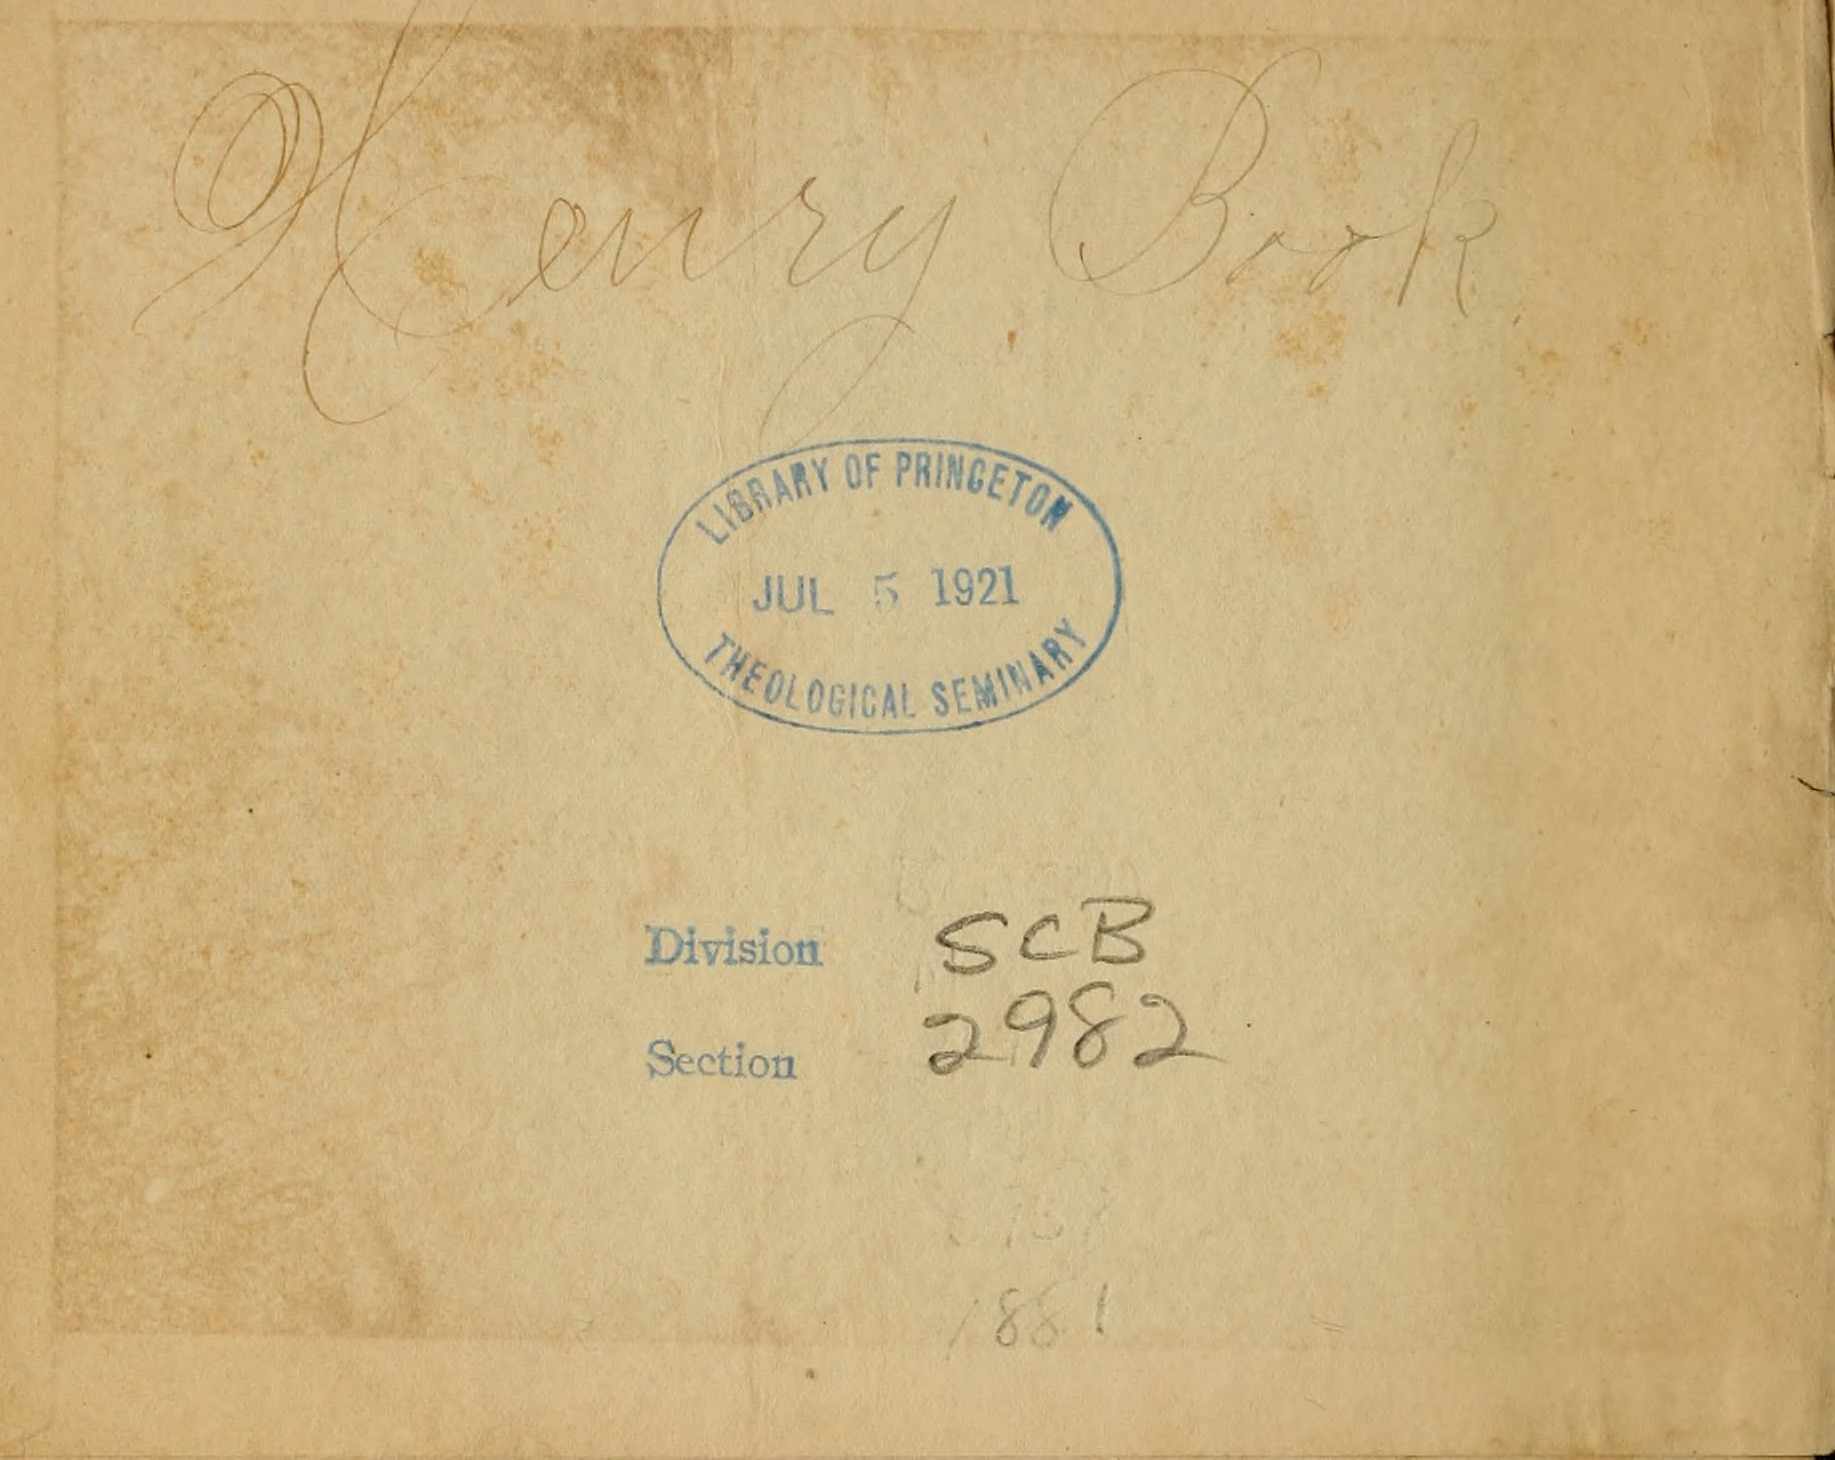 Henry Book
LIBRARY OF PRINCETON
JUL 5 1921
THEOLOGICAL SEMINARY
Division SCB
Section 2982
1881